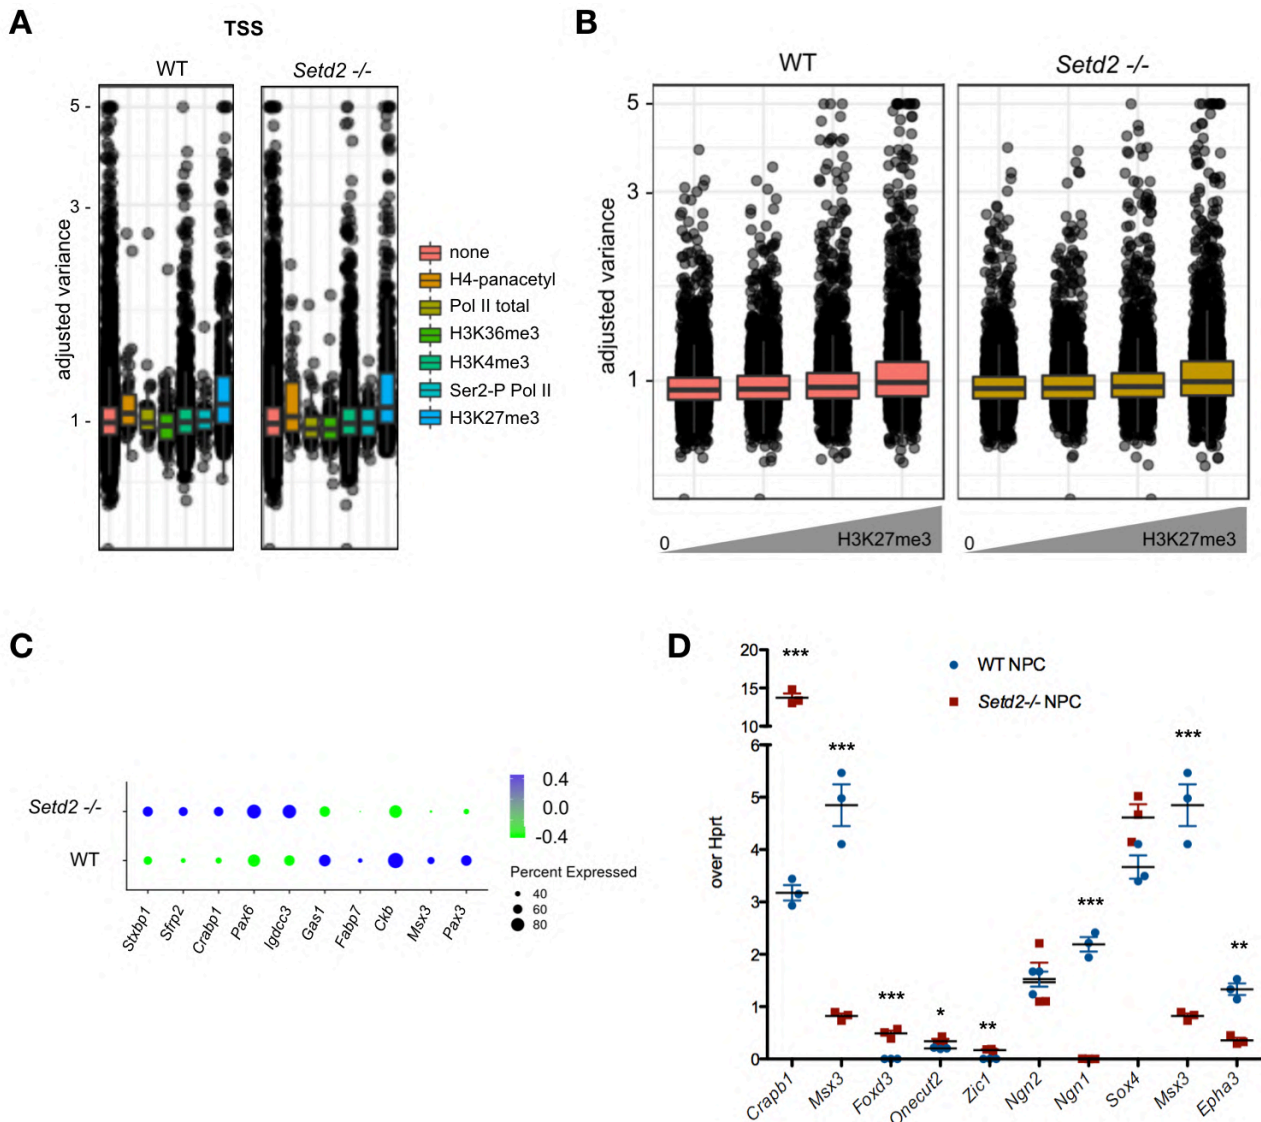 A
TSS
WT
Setd2 -/-
adjusted variance
5
3
1
none
H4-panacetyl
Pol II total
H3K36me3
H3K4me3
Ser2-P Pol II
H3K27me3
B
WT
Setd2 -/-
adjusted variance
5
3
1
0
H3K27me3
0
H3K27me3
C
Setd2 -/-
WT
Stxbp1
Sfrp2
Crabp1
Pax6
Igdcc3
Gas1
Fabp7
Ckb
Msx3
Pax3
0.4
0.0
-0.4
Percent Expressed
40
60
80
D
WT NPC
Setd2-/- NPC
over Hprt
20
15
10
6
5
4
3
2
1
0
***
***
***
*
**
***
***
**
Crapb1
Msx3
Foxd3
Onecut2
Zic1
Ngn2
Ngn1
Sox4
Msx3
Epha3